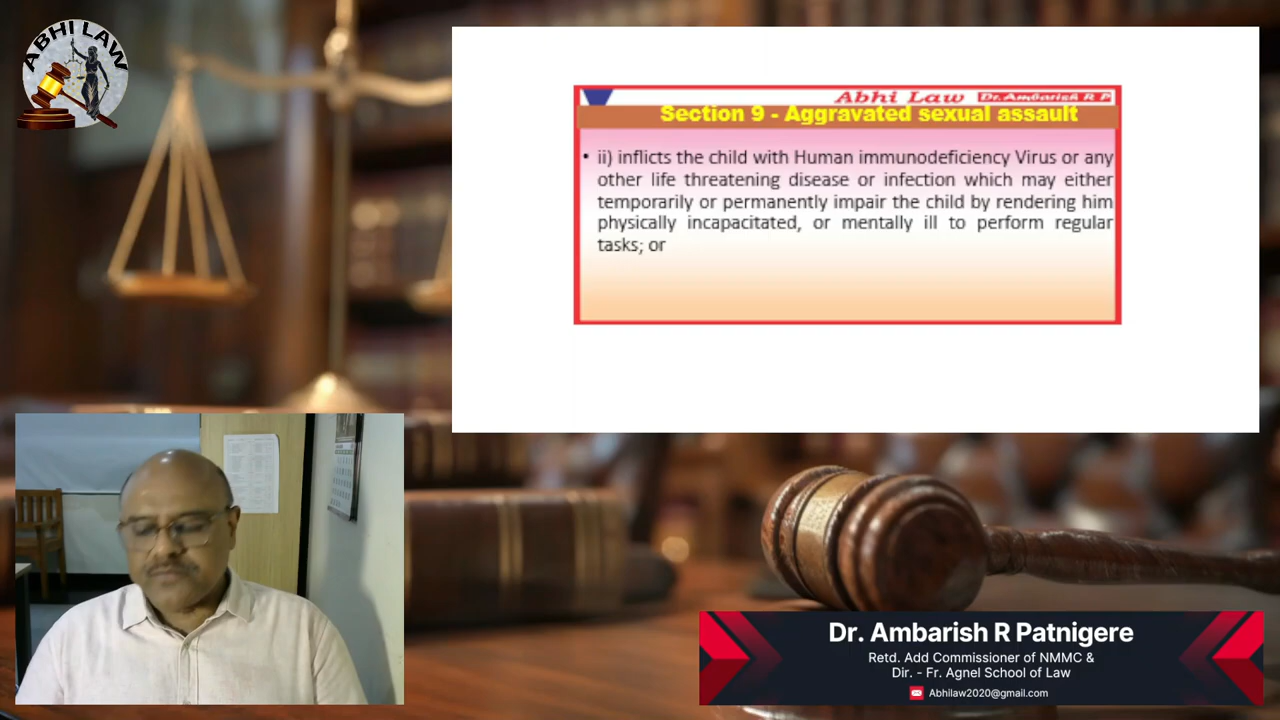 ABHI LAW
Abhi Law Dr.Ambarish R P
Section 9 - Aggravated sexual assault
• ii) inflicts the child with Human immunodeficiency Virus or any
other life threatening disease or infection which may either
temporarily or permanently impair the child by rendering him
physically incapacitated, or mentally ill to perform regular
tasks; or
Dr. Ambarish R Patnigere
Retd. Add Commissioner of NMMC &
Dir. - Fr. Agnel School of Law
Abhilaw2020@gmail.com